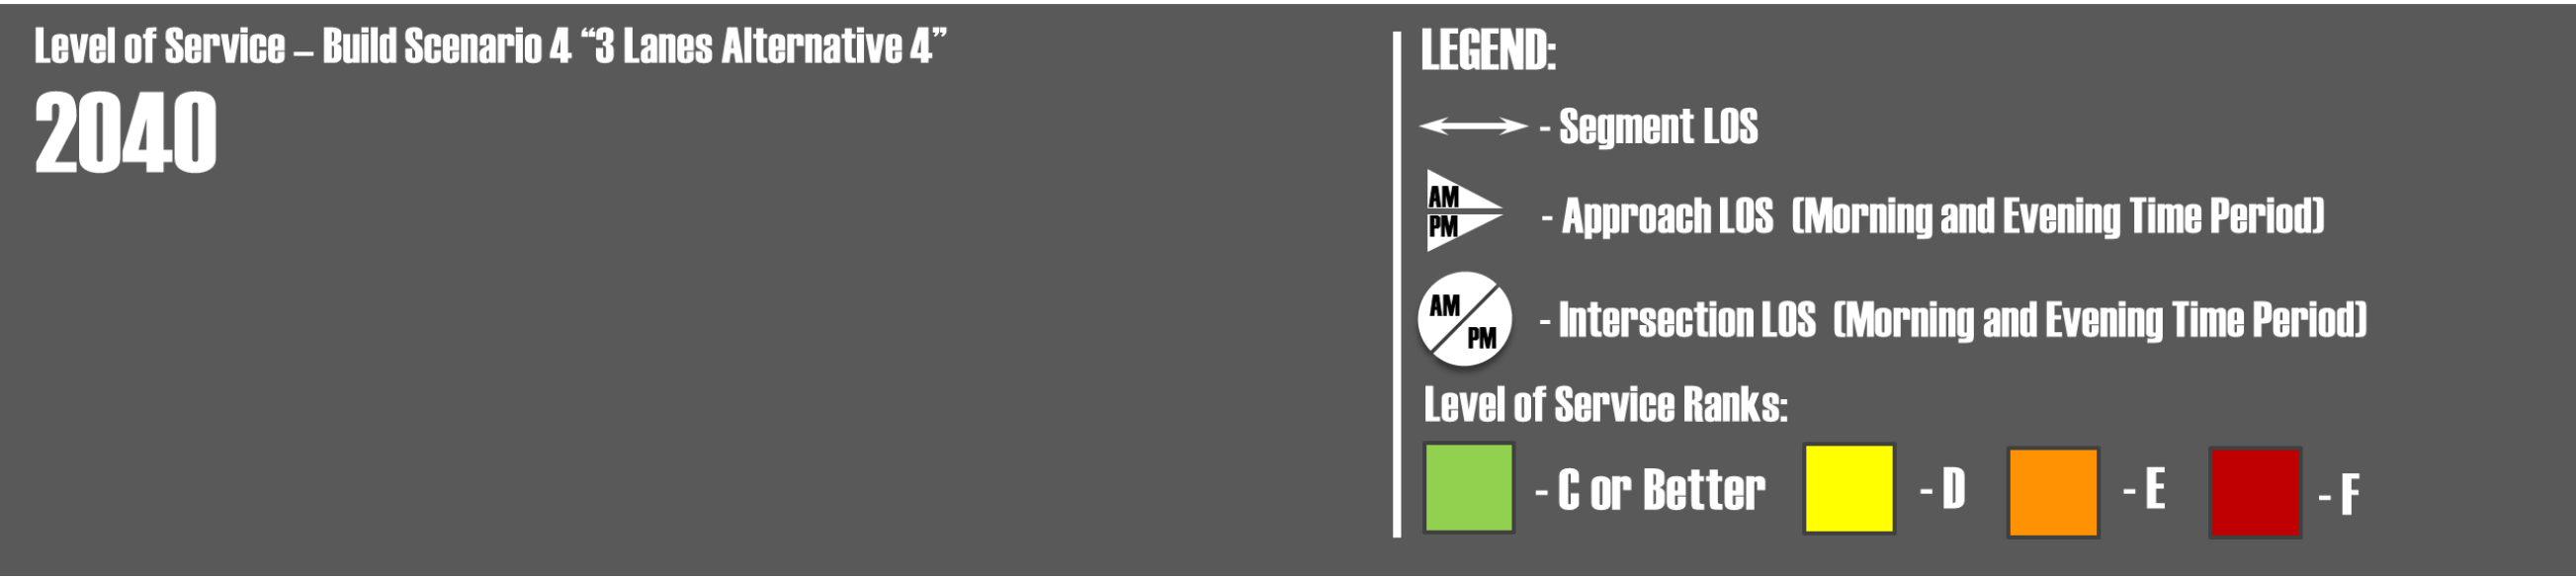 Level of Service – Build Scenario 4 “3 Lanes Alternative 4”
2040
LEGEND:
- Segment LOS
AM
PM
- Approach LOS (Morning and Evening Time Period)
AM
PM
- Intersection LOS (Morning and Evening Time Period)
Level of Service Ranks:
- C or Better - D - E - F